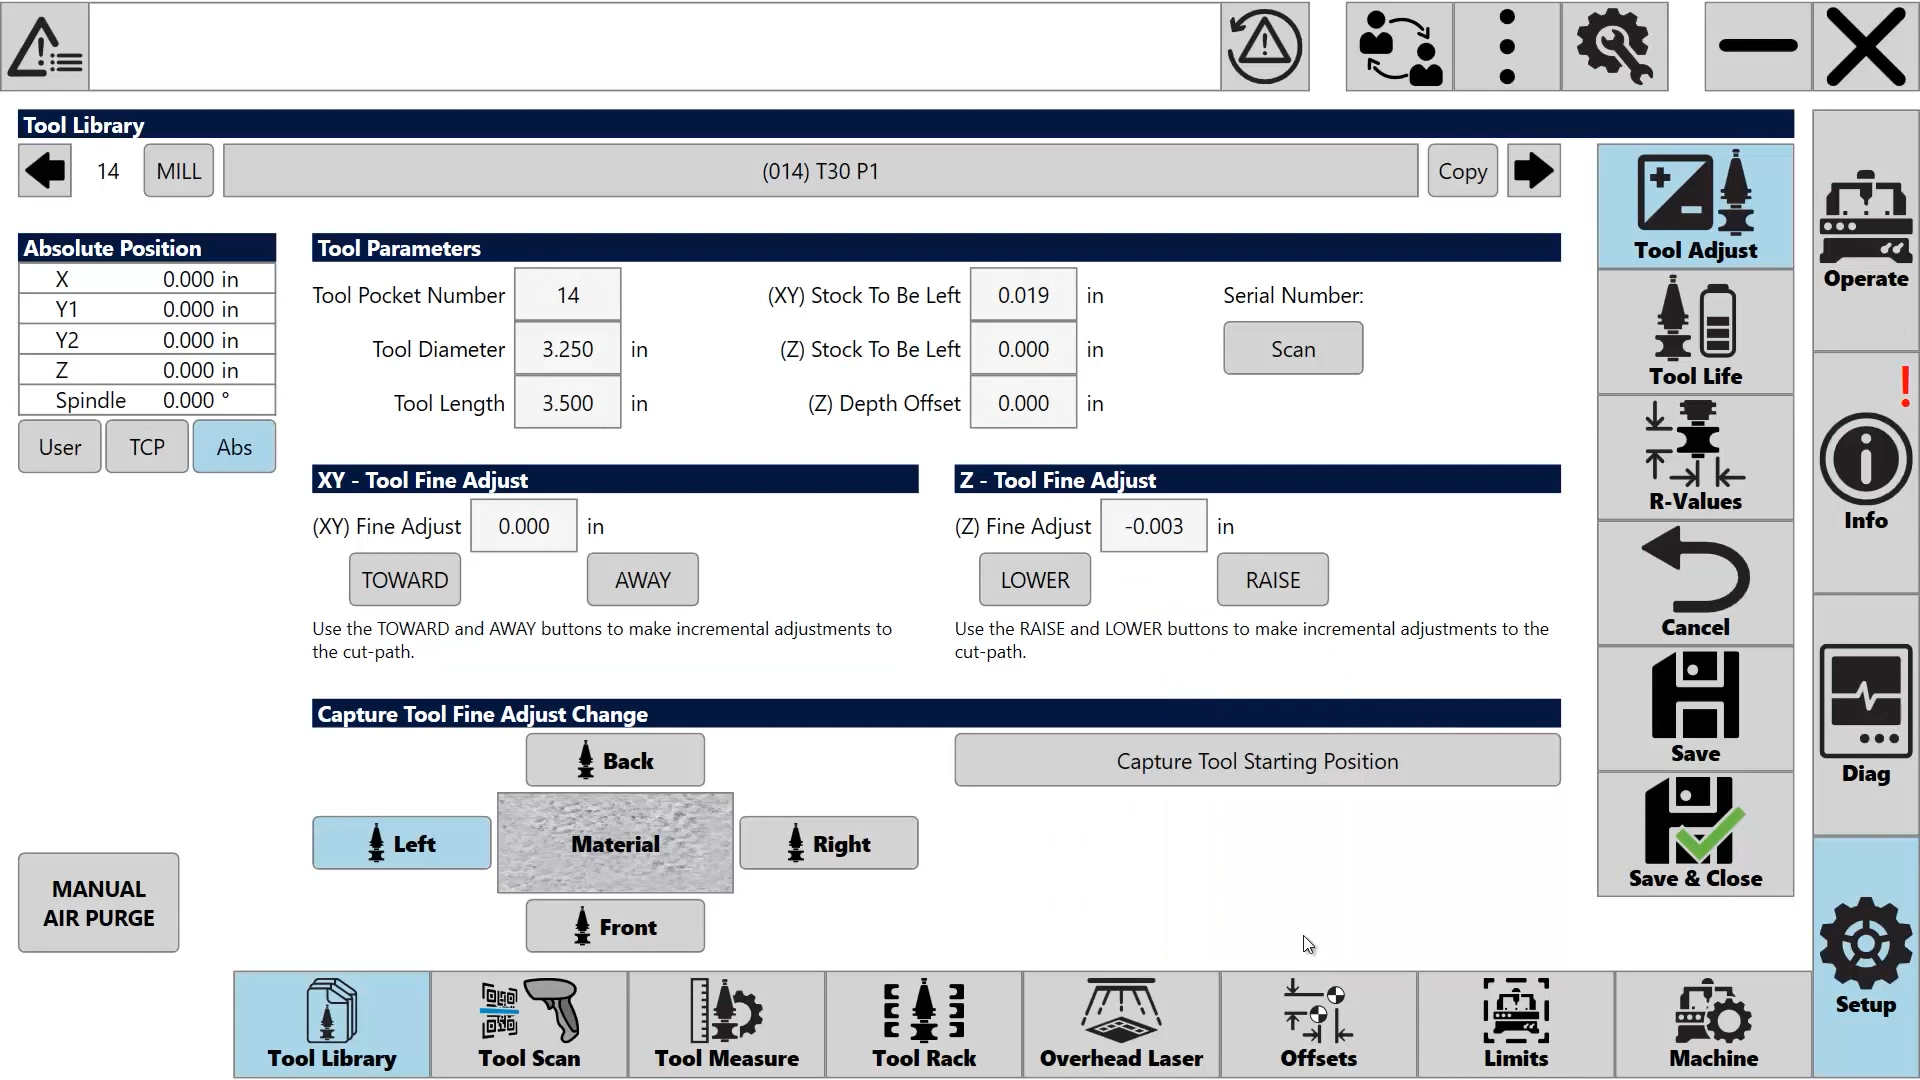 Tool Library
14 MILL (014) T30 P1 Copy
Absolute Position
X 0.000 in
Y1 0.000 in
Y2 0.000 in
Z 0.000 in
Spindle 0.000 °
User TCP Abs
Tool Parameters
Tool Pocket Number 14
Tool Diameter 3.250 in
Tool Length 3.500 in
(XY) Stock To Be Left 0.019 in
(Z) Stock To Be Left 0.000 in
(Z) Depth Offset 0.000 in
Serial Number:
Scan
XY - Tool Fine Adjust
(XY) Fine Adjust 0.000 in
TOWARD AWAY
Use the TOWARD and AWAY buttons to make incremental adjustments to
the cut-path.
Z - Tool Fine Adjust
(Z) Fine Adjust -0.003 in
LOWER RAISE
Use the RAISE and LOWER buttons to make incremental adjustments to the
cut-path.
Capture Tool Fine Adjust Change
Back
Left Material Right
Front
Capture Tool Starting Position
MANUAL
AIR PURGE
Tool Adjust
Tool Life
R-Values
Cancel
Save
Save & Close
Operate
!
Info
Diag
Setup
Tool Library Tool Scan Tool Measure Tool Rack Overhead Laser Offsets Limits Machine